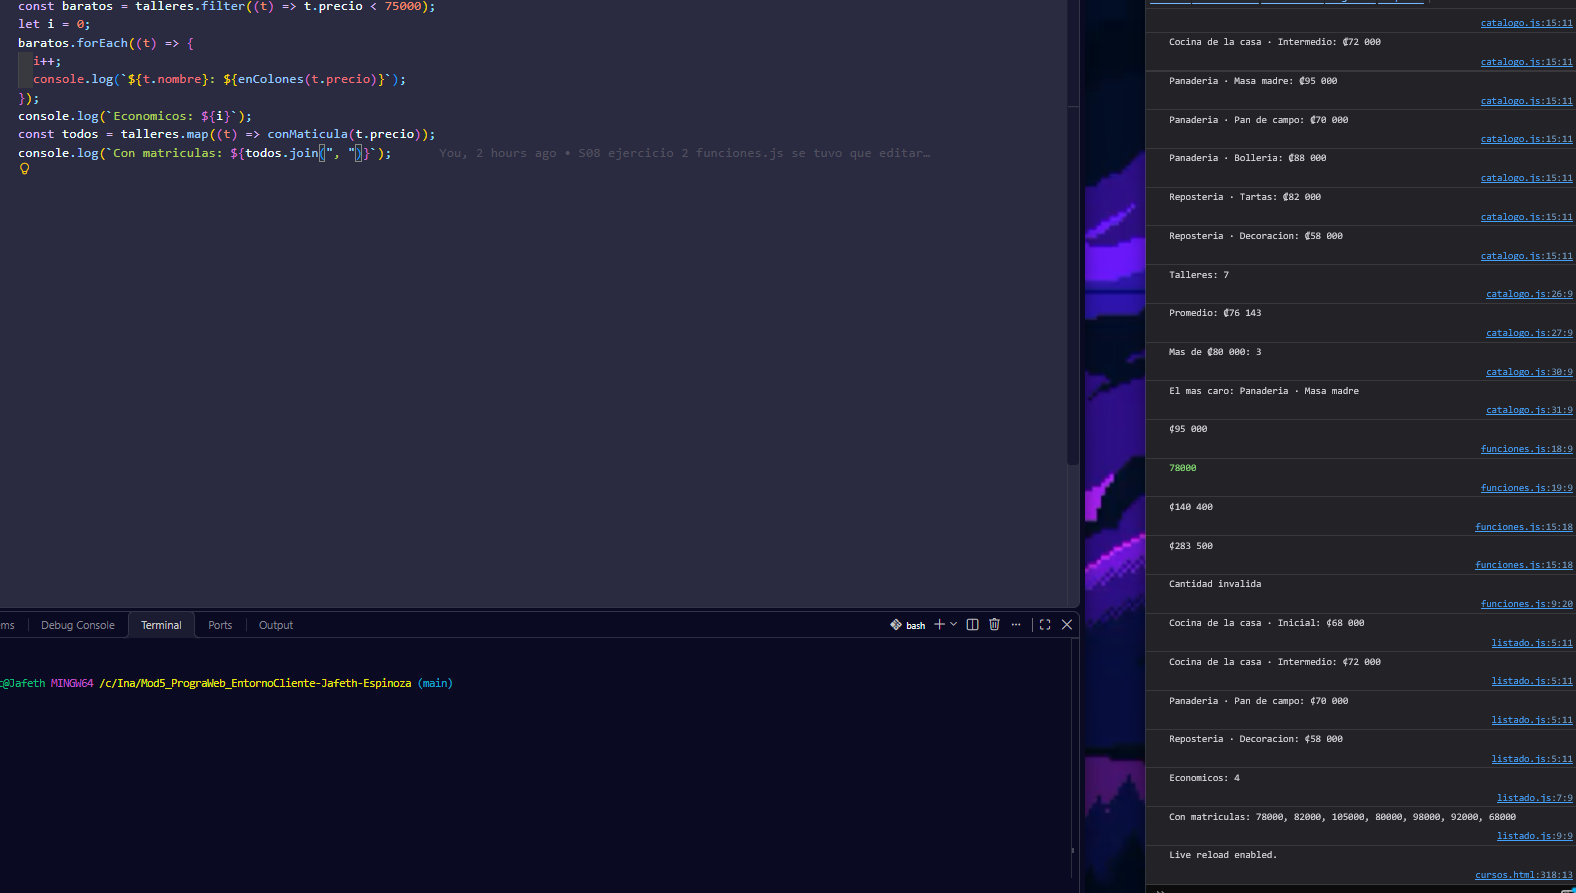 const baratos = talleres.filter((t) => t.precio < 75000);
let i = 0;
baratos.forEach((t) => {
i++;
console.log(`${t.nombre}: ${enColones(t.precio)}`);
});
console.log(`Economicos: ${i}`);
const todos = talleres.map((t) => conMaticula(t.precio));
console.log(`Con matriculas: ${todos.join(", ")}`);    You, 2 hours ago • S08 ejercicio 2 funciones.js se tuvo que editar…
ms Debug Console Terminal Ports Output bash
c@Jafeth MINGW64 /c/Ina/Mod5_PrograWeb_EntornoCliente-Jafeth-Espinoza (main)
catalogo.js:15:11
Cocina de la casa · Intermedio: ₡72 000
catalogo.js:15:11
Panaderia · Masa madre: ₡95 000
catalogo.js:15:11
Panaderia · Pan de campo: ₡70 000
catalogo.js:15:11
Panaderia · Bolleria: ₡88 000
catalogo.js:15:11
Reposteria · Tartas: ₡82 000
catalogo.js:15:11
Reposteria · Decoracion: ₡58 000
catalogo.js:15:11
Talleres: 7
catalogo.js:26:9
Promedio: ₡76 143
catalogo.js:27:9
Mas de ₡80 000: 3
catalogo.js:30:9
El mas caro: Panaderia · Masa madre
catalogo.js:31:9
¢95 000
funciones.js:18:9
78000
funciones.js:19:9
¢140 400
funciones.js:15:18
¢283 500
funciones.js:15:18
Cantidad invalida
funciones.js:9:20
Cocina de la casa · Inicial: ¢68 000
listado.js:5:11
Cocina de la casa · Intermedio: ¢72 000
listado.js:5:11
Panaderia · Pan de campo: ¢70 000
listado.js:5:11
Reposteria · Decoracion: ¢58 000
listado.js:5:11
Economicos: 4
listado.js:7:9
Con matriculas: 78000, 82000, 105000, 80000, 98000, 92000, 68000
listado.js:9:9
Live reload enabled.
cursos.html:318:13